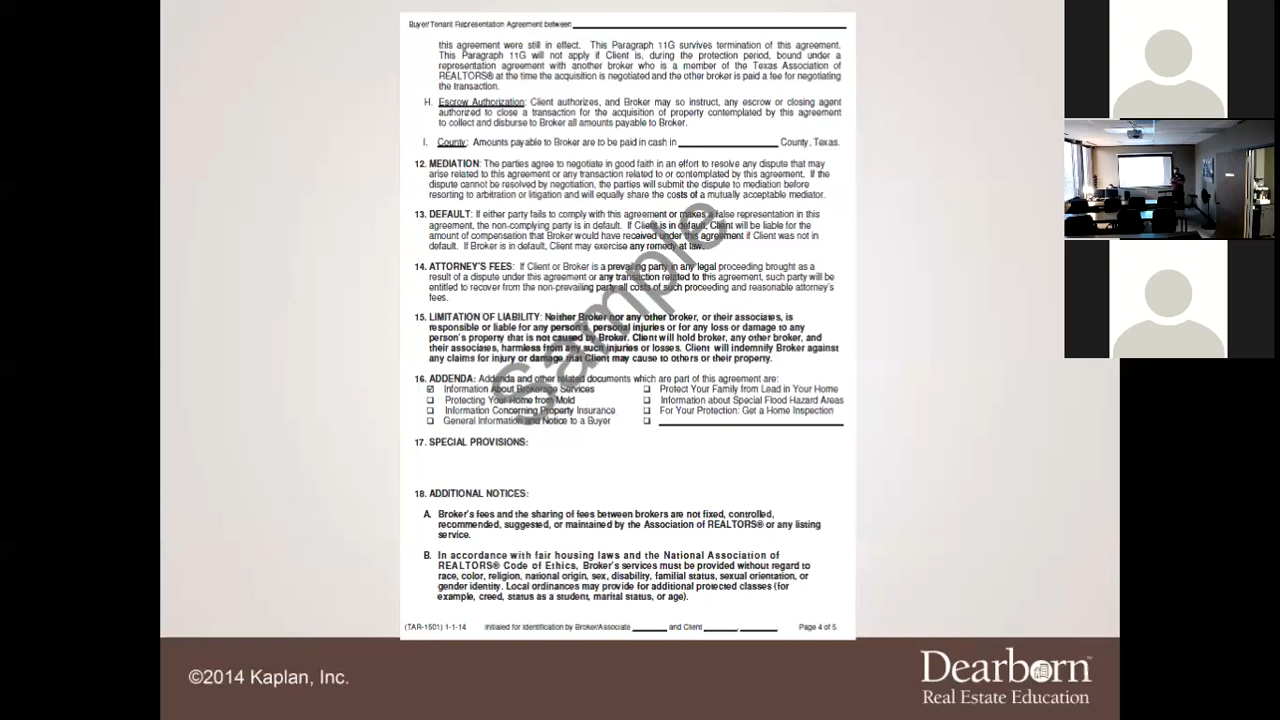 Buyer/Tenant Representation Agreement between
this agreement were still in effect. This Paragraph 11G survives termination of this agreement.
This Paragraph 11G will not apply if Client is, during the protection period, bound under a
representation agreement with another broker who is a member of the Texas Association of
REALTORS® at the time the acquisition is negotiated and the other broker is paid a fee for negotiating
the transaction.
H. Escrow Authorization: Client authorizes, and Broker may so instruct, any escrow or closing agent
authorized to close a transaction for the acquisition of property contemplated by this agreement
to collect and disburse to Broker all amounts payable to Broker.
I. County: Amounts payable to Broker are to be paid in cash in County, Texas.
12. MEDIATION: The parties agree to negotiate in good faith in an effort to resolve any dispute that may
arise related to this agreement or any transaction related to or contemplated by this agreement. If the
dispute cannot be resolved by negotiation, the parties will submit the dispute to mediation before
resorting to arbitration or litigation and will equally share the costs of a mutually acceptable mediator.
13. DEFAULT: If either party fails to comply with this agreement or makes a false representation in this
agreement, the non-complying party is in default. If Client is in default, Client will be liable for the
amount of compensation that Broker would have received under this agreement if Client was not in
default. If Broker is in default, Client may exercise any remedy at law.
14. ATTORNEY'S FEES: If Client or Broker is a prevailing party in any legal proceeding brought as a
result of a dispute under this agreement or any transaction related to this agreement, such party will be
entitled to recover from the non-prevailing party all costs of such proceeding and reasonable attorney's
fees.
15. LIMITATION OF LIABILITY: Neither Broker nor any other broker, or their associates, is
responsible or liable for any person's personal injuries or for any loss or damage to any
person's property that is not caused by Broker. Client will hold broker, any other broker, and
their associates, harmless from any such injuries or losses. Client will indemnify Broker against
any claims for injury or damage that Client may cause to others or their property.
16. ADDENDA: Addenda and other related documents which are part of this agreement are:
☑ Information About Brokerage Services ☐ Protect Your Family from Lead in Your Home
☐ Protecting Your Home from Mold ☐ Information about Special Flood Hazard Areas
☐ Information Concerning Property Insurance ☐ For Your Protection: Get a Home Inspection
☐ General Information and Notice to a Buyer ☐
17. SPECIAL PROVISIONS:
18. ADDITIONAL NOTICES:
A. Broker's fees and the sharing of fees between brokers are not fixed, controlled,
recommended, suggested, or maintained by the Association of REALTORS® or any listing
service.
B. In accordance with fair housing laws and the National Association of
REALTORS® Code of Ethics, Broker's services must be provided without regard to
race, color, religion, national origin, sex, disability, familial status, sexual orientation, or
gender identity. Local ordinances may provide for additional protected classes (for
example, creed, status as a student, marital status, or age).
(TAR-1501) 1-1-14 Initialed for Identification by Broker/Associate and Client , Page 4 of 5
Sample
©2014 Kaplan, Inc.
Dearborn™
Real Estate Education